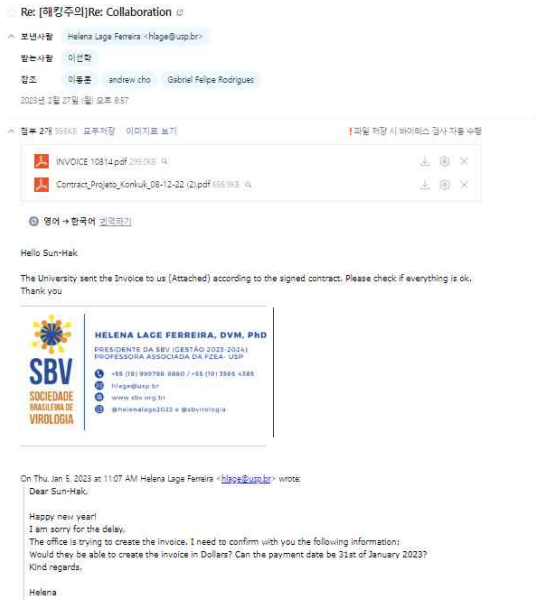 Re: [해킹주의]Re: Collaboration
보낸사람 Helena Lage Ferreira <hlage@usp.br>
받는사람 이선학
참조 이동훈 andrew cho Gabriel Felipe Rodrigues
2023년 2월 27일 (월) 오후 8:57
첨부 2개 956KB 모두저장 이미지로 보기
!파일 저장 시 바이러스 검사 자동 수행
INVOICE 10814.pdf
Contract_Projeto_Konkuk_08-12-22 (2).pdf
영어→한국어 번역하기
Hello Sun-Hak
The University sent the Invoice to us (Attached) according to the signed contract. Please check if everything is ok.
Thank you
SBV
SOCIEDADE
BRASILEIRA DE
VIROLOGIA
HELENA LAGE FERREIRA, DVM, PhD
PRESIDENTE DA SBV (GESTÃO 2023-2024)
PROFESSORA ASSOCIADA DA FZEA- USP
hlage@usp.br
www.sbv.org.br
@helenalage2023 e @sbvirologia
On Thu, Jan 5, 2023 at 11:07 AM Helena Lage Ferreira <hlage@usp.br> wrote:
Dear Sun-Hak,
Happy new year!
I am sorry for the delay,
The office is trying to create the invoice. I need to confirm with you the following information:
Would they be able to create the invoice in Dollars? Can the payment date be 31st of January 2023?
Kind regards,
Helena